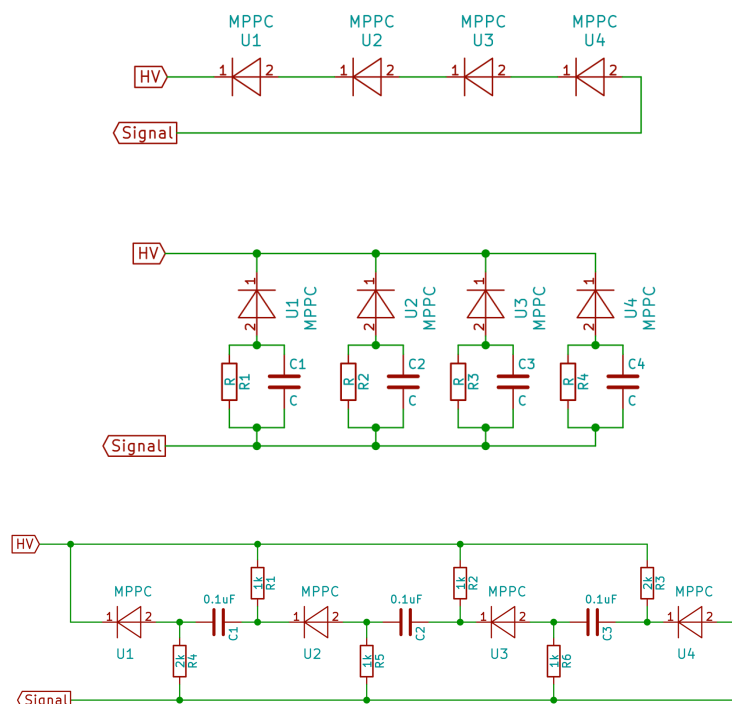 MPPC MPPC MPPC MPPC
U1 U2 U3 U4
HV 1 2 1 2 1 2 1 2
Signal
HV
1 U1 MPPC 2
1 U2 MPPC 2
1 U3 MPPC 2
1 U4 MPPC 2
R R1 C1 C
R R2 C2 C
R R3 C3 C
R R4 C4 C
Signal
HV
1k R1 1k R2 2k R3
MPPC 0.1uF MPPC 0.1uF MPPC 0.1uF MPPC
1 2 C1 1 2 C2 1 2 C3 1 2
U1 U2 U3 U4
2k R4 1k R5 1k R6
Signal